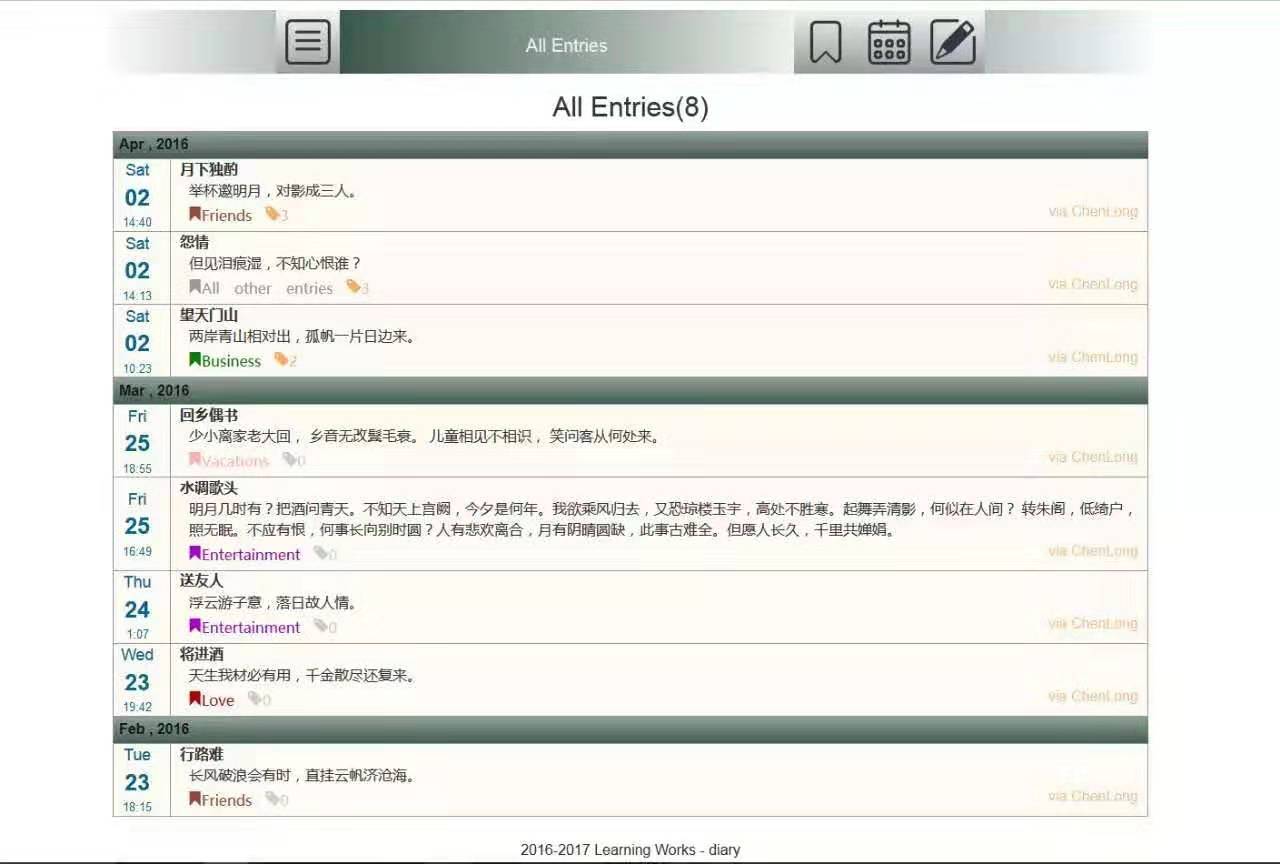 All Entries
All Entries(8)
Apr , 2016
Sat
02
14:40
月下独酌
举杯邀明月，对影成三人。
Friends 3
via ChenLong
Sat
02
14:13
怨情
但见泪痕湿，不知心恨谁？
All other entries 3
via ChenLong
Sat
02
10:23
望天门山
两岸青山相对出，孤帆一片日边来。
Business 2
via ChenLong
Mar , 2016
Fri
25
18:55
回乡偶书
少小离家老大回， 乡音无改鬓毛衰。 儿童相见不相识， 笑问客从何处来。
Vacations 0
via ChenLong
Fri
25
16:49
水调歌头
明月几时有？把酒问青天。不知天上宫阙，今夕是何年。我欲乘风归去，又恐琼楼玉宇，高处不胜寒。起舞弄清影，何似在人间？ 转朱阁，低绮户，
照无眠。不应有恨，何事长向别时圆？人有悲欢离合，月有阴晴圆缺，此事古难全。但愿人长久，千里共婵娟。
Entertainment 0
via ChenLong
Thu
24
1:07
送友人
浮云游子意，落日故人情。
Entertainment 0
via ChenLong
Wed
23
19:42
将进酒
天生我材必有用，千金散尽还复来。
Love 0
via ChenLong
Feb , 2016
Tue
23
18:15
行路难
长风破浪会有时，直挂云帆济沧海。
Friends 0
via ChenLong
2016-2017 Learning Works - diary